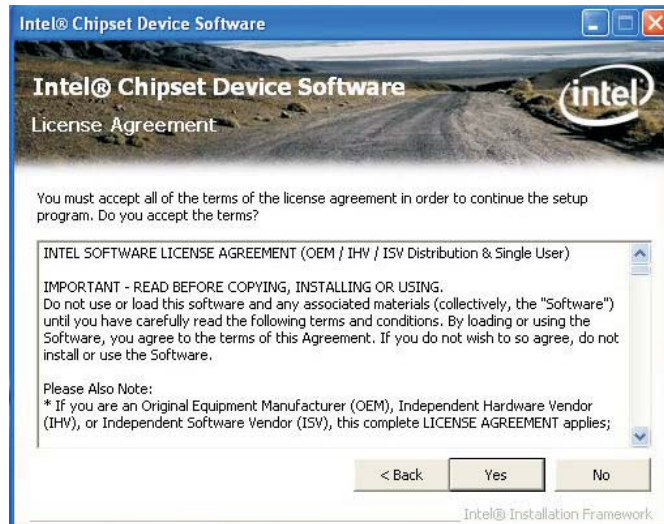 Intel® Chipset Device Software
Intel® Chipset Device Software
License Agreement
intel
You must accept all of the terms of the license agreement in order to continue the setup
program. Do you accept the terms?
INTEL SOFTWARE LICENSE AGREEMENT (OEM / IHV / ISV Distribution & Single User)
IMPORTANT - READ BEFORE COPYING, INSTALLING OR USING.
Do not use or load this software and any associated materials (collectively, the "Software")
until you have carefully read the following terms and conditions. By loading or using the
Software, you agree to the terms of this Agreement. If you do not wish to so agree, do not
install or use the Software.
Please Also Note:
* If you are an Original Equipment Manufacturer (OEM), Independent Hardware Vendor
(IHV), or Independent Software Vendor (ISV), this complete LICENSE AGREEMENT applies;
< Back Yes No
Intel® Installation Framework